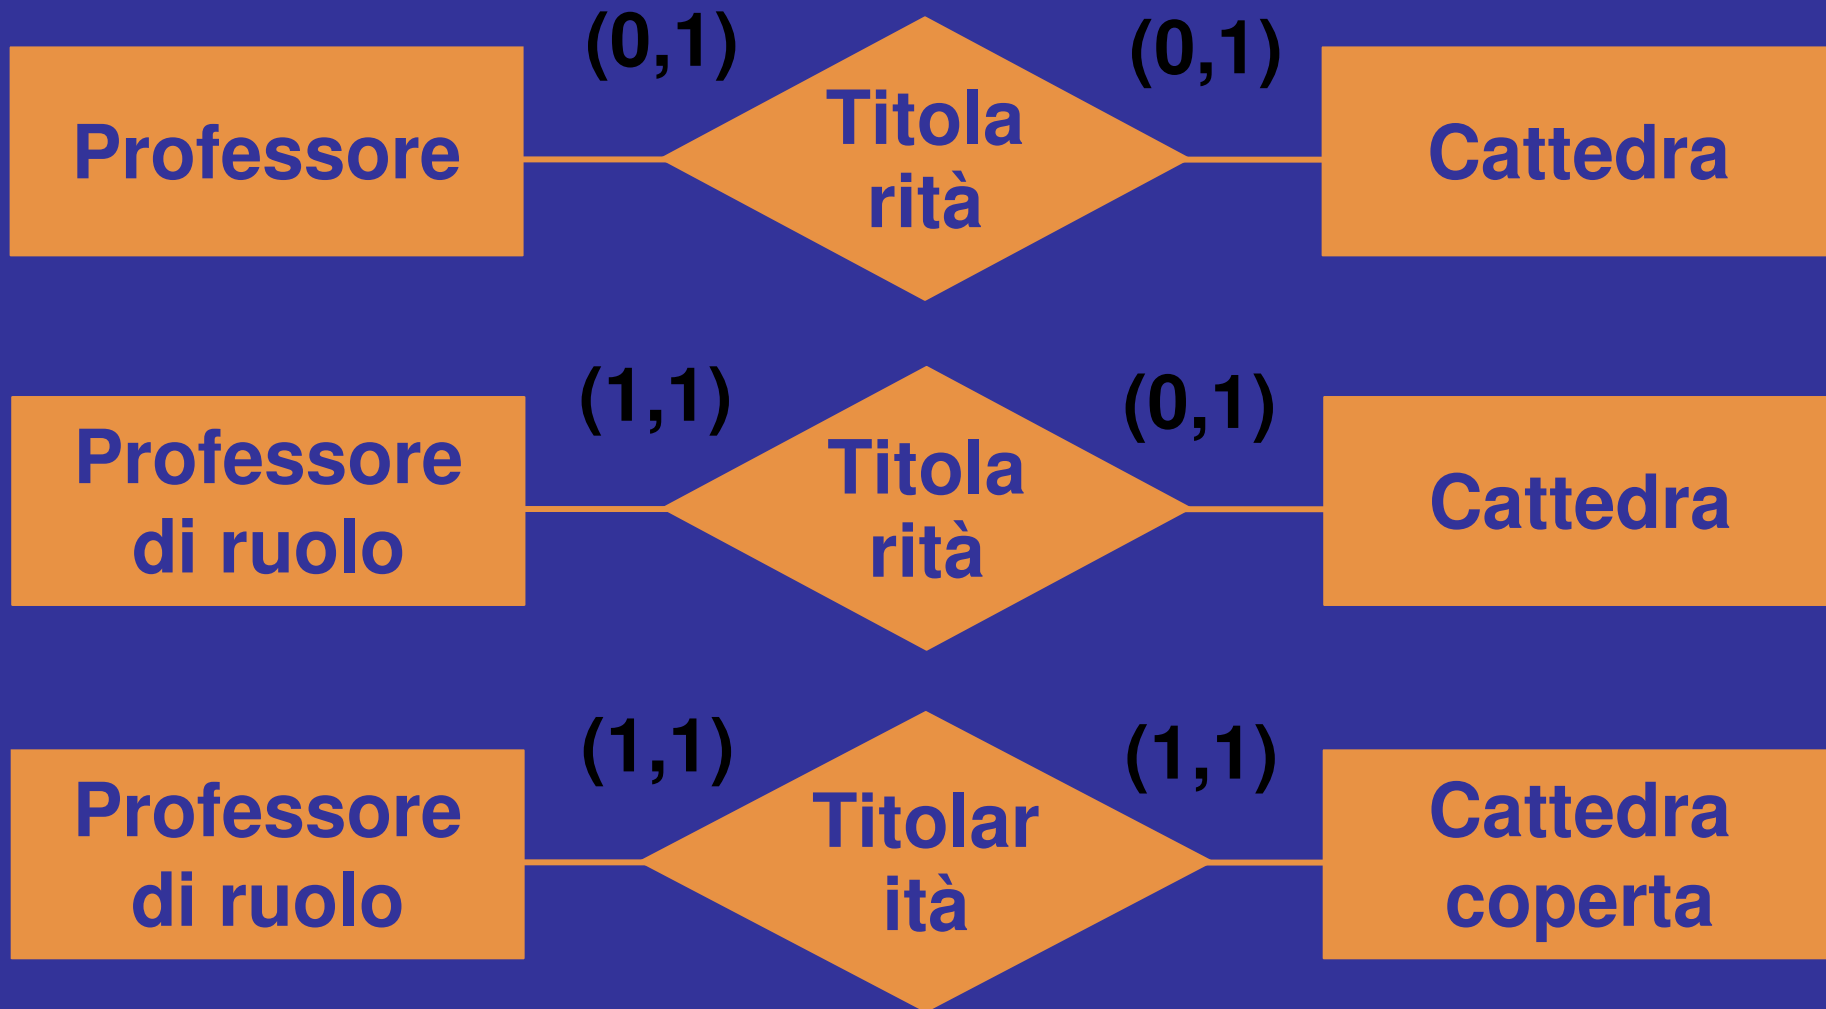 (0,1)
(0,1)
Professore
Titola
rità
Cattedra
(1,1)
(0,1)
Professore
di ruolo
Titola
rità
Cattedra
(1,1)
(1,1)
Professore
di ruolo
Titolar
ità
Cattedra
coperta